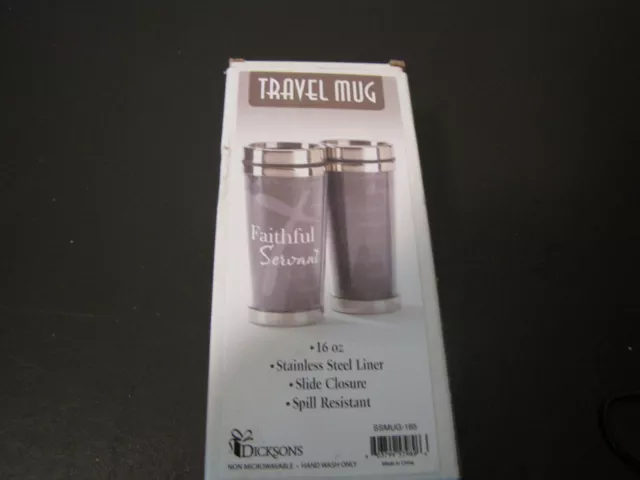 TRAVEL MUG
Faithful
Servant
• 16 oz
• Stainless Steel Liner
• Slide Closure
• Spill Resistant
SSMUG-165
DICKSONS
NON MICROWAVABLE • HAND WASH ONLY
Made in China